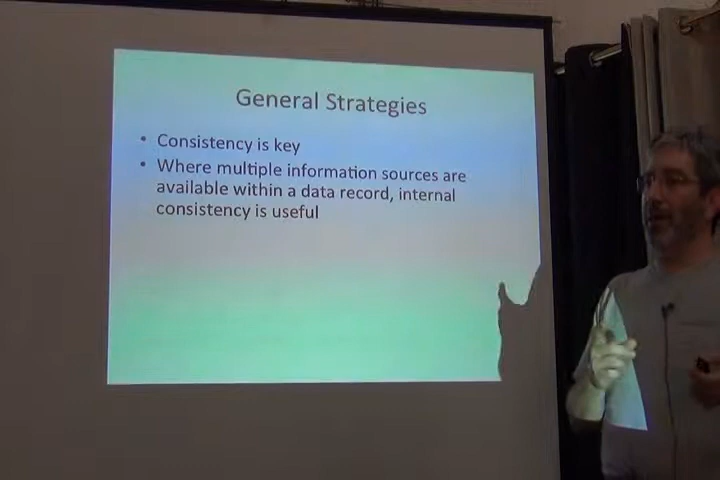 General Strategies
• Consistency is key
• Where multiple information sources are
available within a data record, internal
consistency is useful